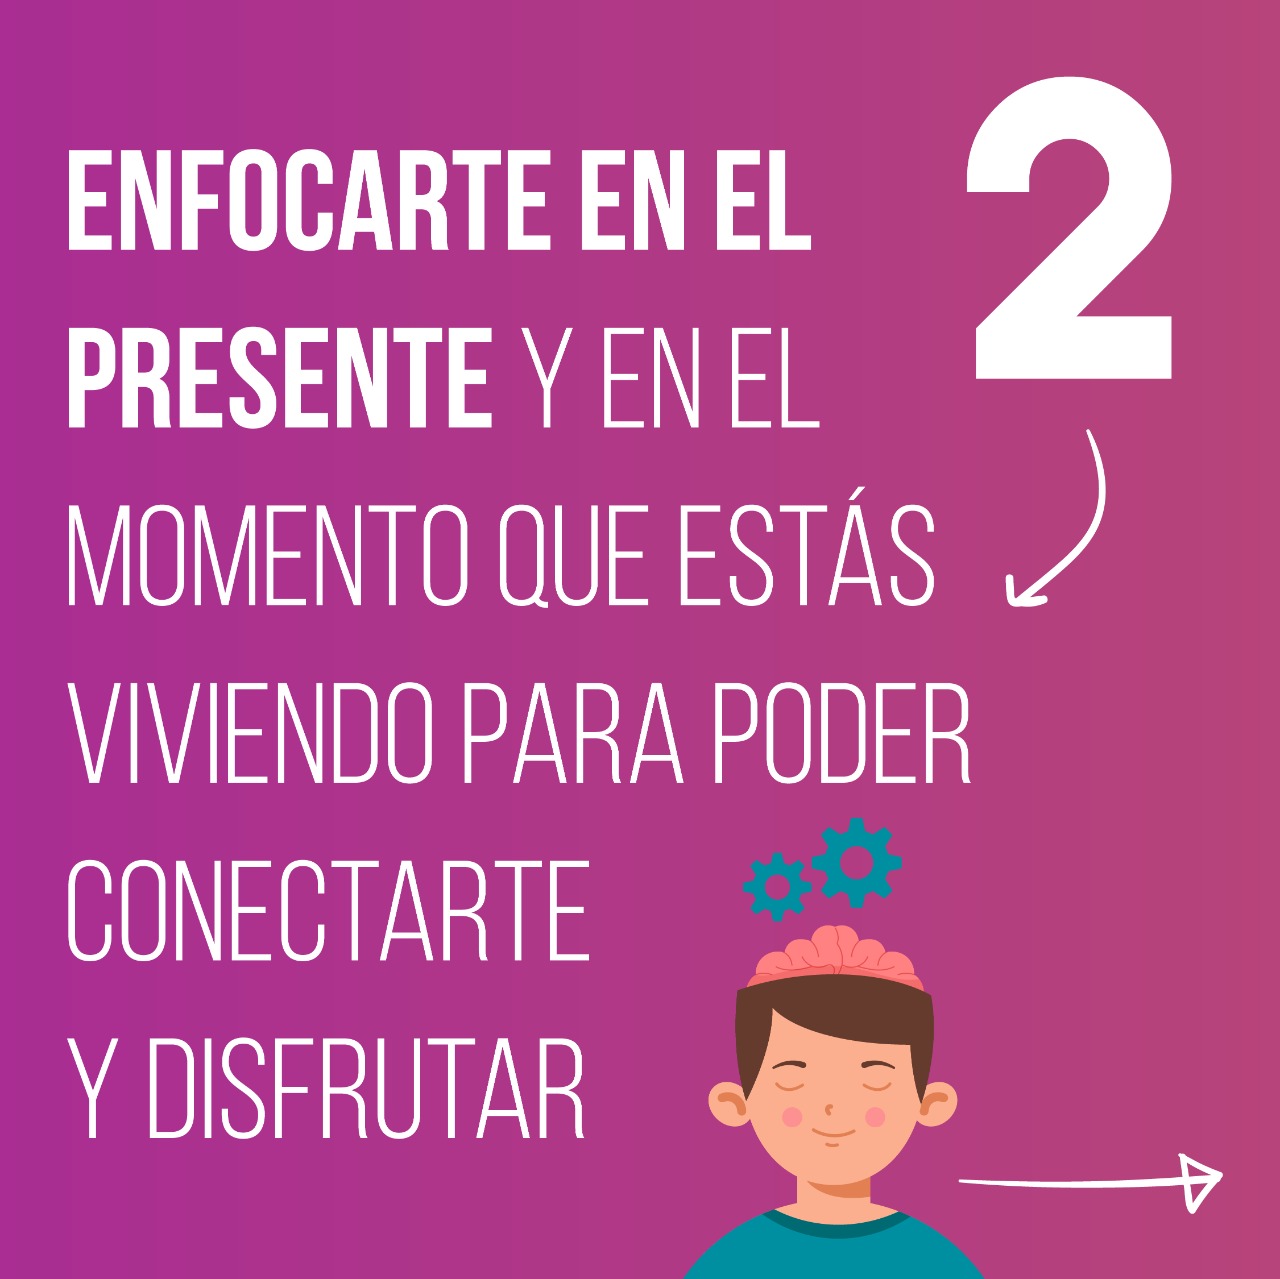 2
ENFOCARTE EN EL
PRESENTE Y EN EL
MOMENTO QUE ESTÁS
VIVIENDO PARA PODER
CONECTARTE
Y DISFRUTAR